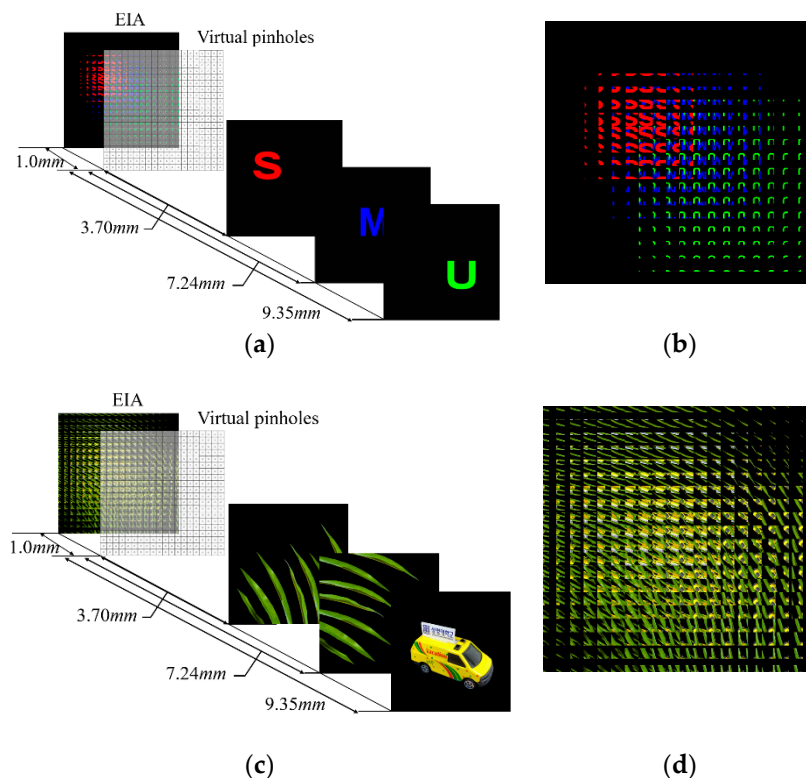 EIA
Virtual pinholes
1.0mm
3.70mm
7.24mm
9.35mm
S
M
U
(a)
(b)
EIA
Virtual pinholes
1.0mm
3.70mm
7.24mm
9.35mm
(c)
(d)